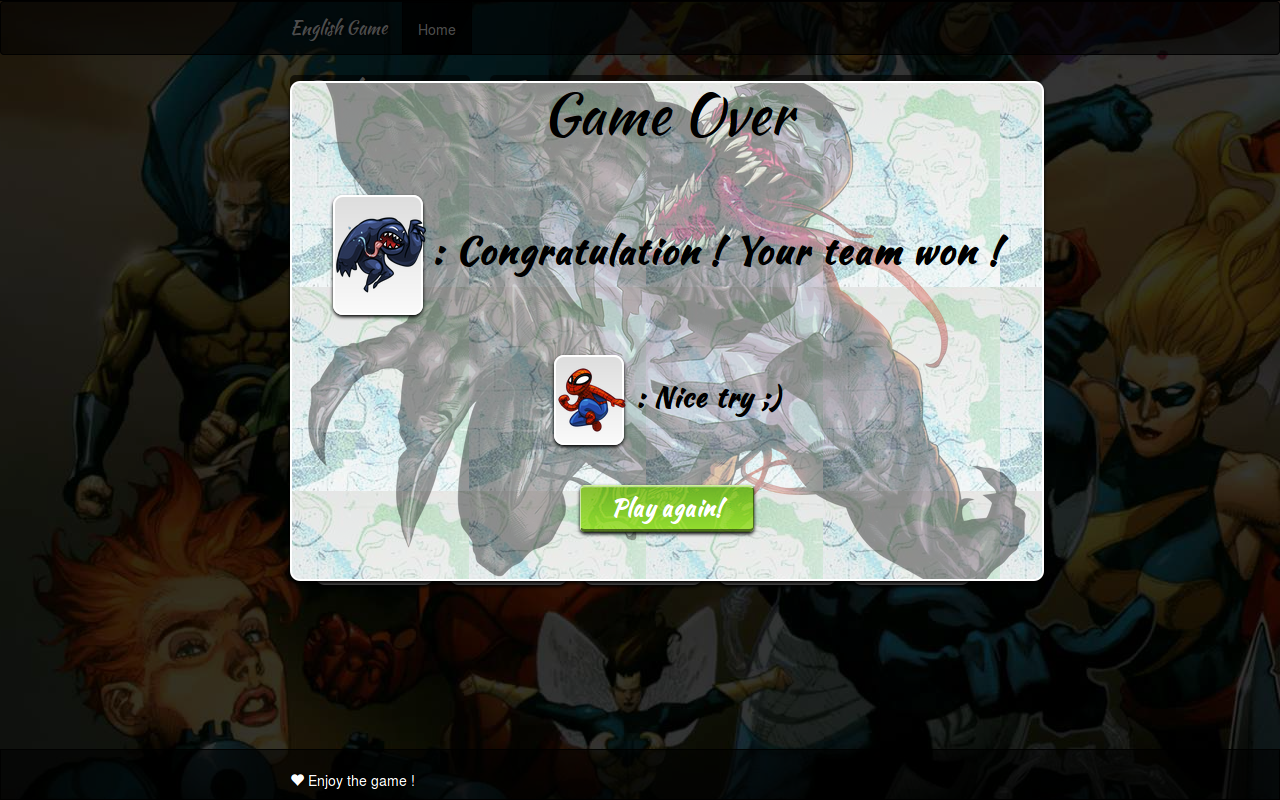 English Game Home
Game Over
: Congratulation ! Your team won !
: Nice try ;)
Play again!
Enjoy the game !